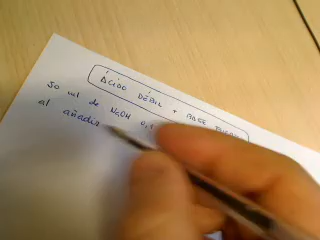 ÁCIDO DÉBIL + BASE FUERTE
50 ml de NaOH 0,1
al añadir